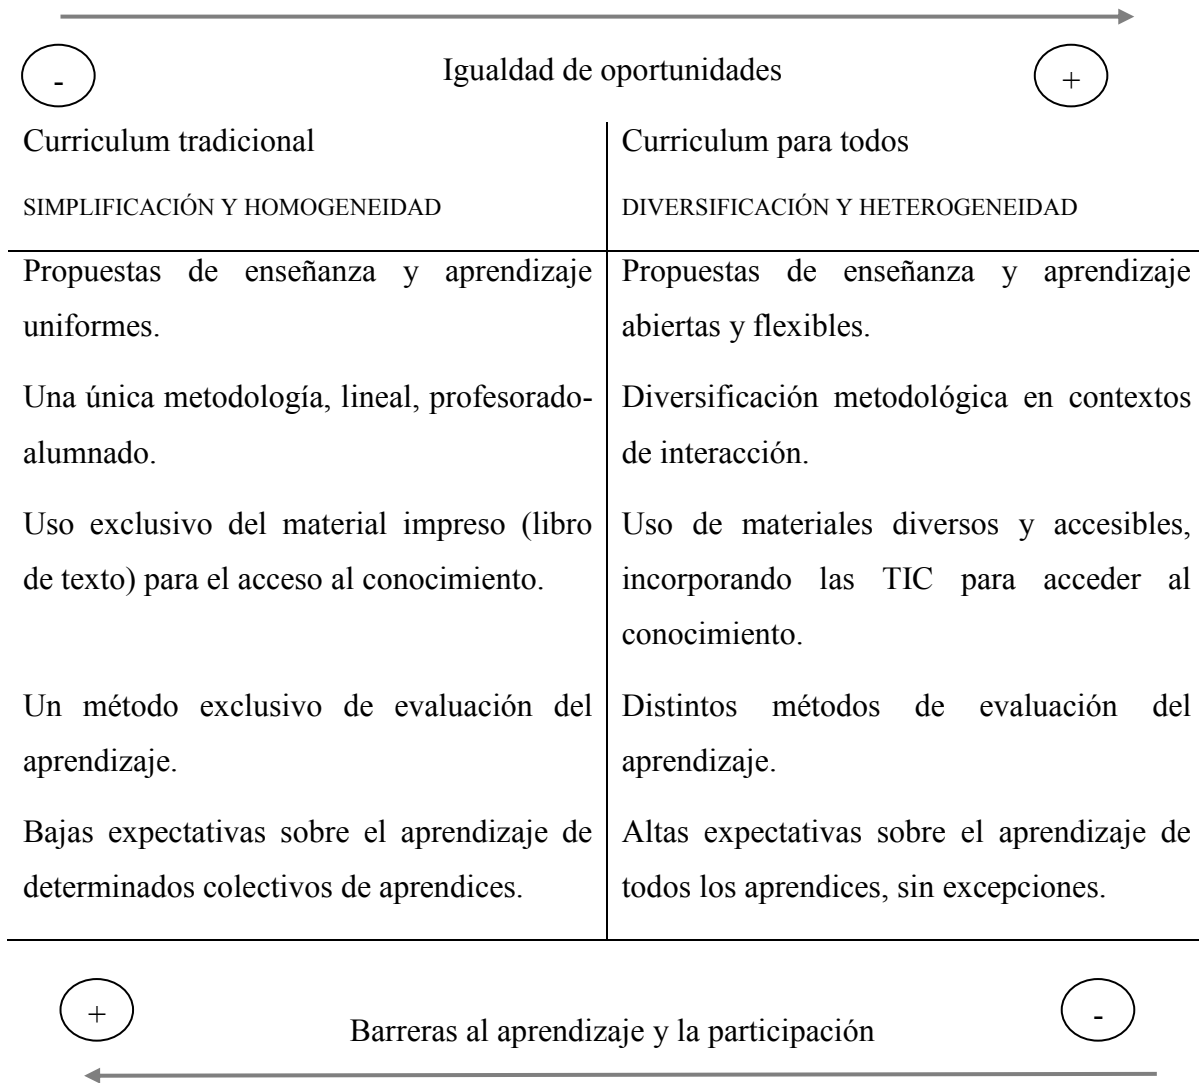 Igualdad de oportunidades
- +
Curriculum tradicional
SIMPLIFICACIÓN Y HOMOGENEIDAD
Curriculum para todos
DIVERSIFICACIÓN Y HETEROGENEIDAD
Propuestas de enseñanza y aprendizaje
uniformes.
Propuestas de enseñanza y aprendizaje
abiertas y flexibles.
Una única metodología, lineal, profesorado-
alumnado.
Diversificación metodológica en contextos
de interacción.
Uso exclusivo del material impreso (libro
de texto) para el acceso al conocimiento.
Uso de materiales diversos y accesibles,
incorporando las TIC para acceder al
conocimiento.
Un método exclusivo de evaluación del
aprendizaje.
Distintos métodos de evaluación del
aprendizaje.
Bajas expectativas sobre el aprendizaje de
determinados colectivos de aprendices.
Altas expectativas sobre el aprendizaje de
todos los aprendices, sin excepciones.
+ -
Barreras al aprendizaje y la participación